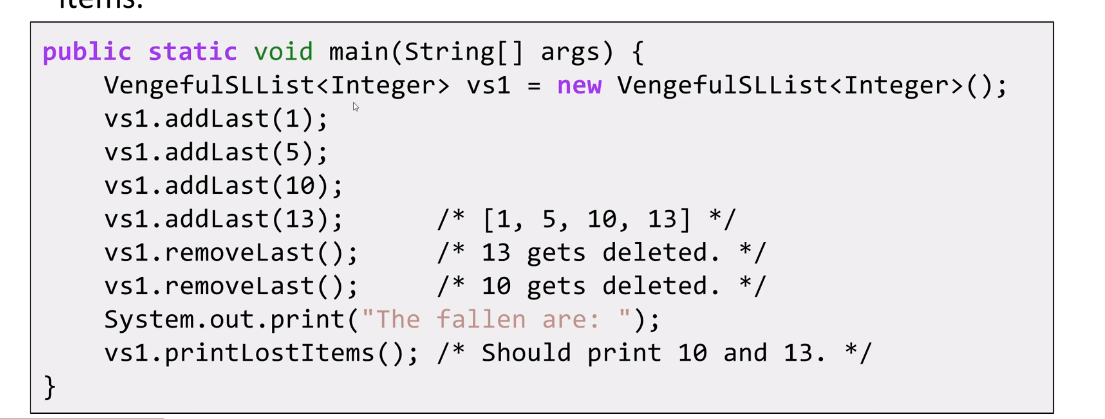 items.
public static void main(String[] args) {
    VengefulSLList<Integer> vs1 = new VengefulSLList<Integer>();
    vs1.addLast(1);
    vs1.addLast(5);
    vs1.addLast(10);
    vs1.addLast(13);      /* [1, 5, 10, 13] */
    vs1.removeLast();     /* 13 gets deleted. */
    vs1.removeLast();     /* 10 gets deleted. */
    System.out.print("The fallen are: ");
    vs1.printLostItems(); /* Should print 10 and 13. */
}